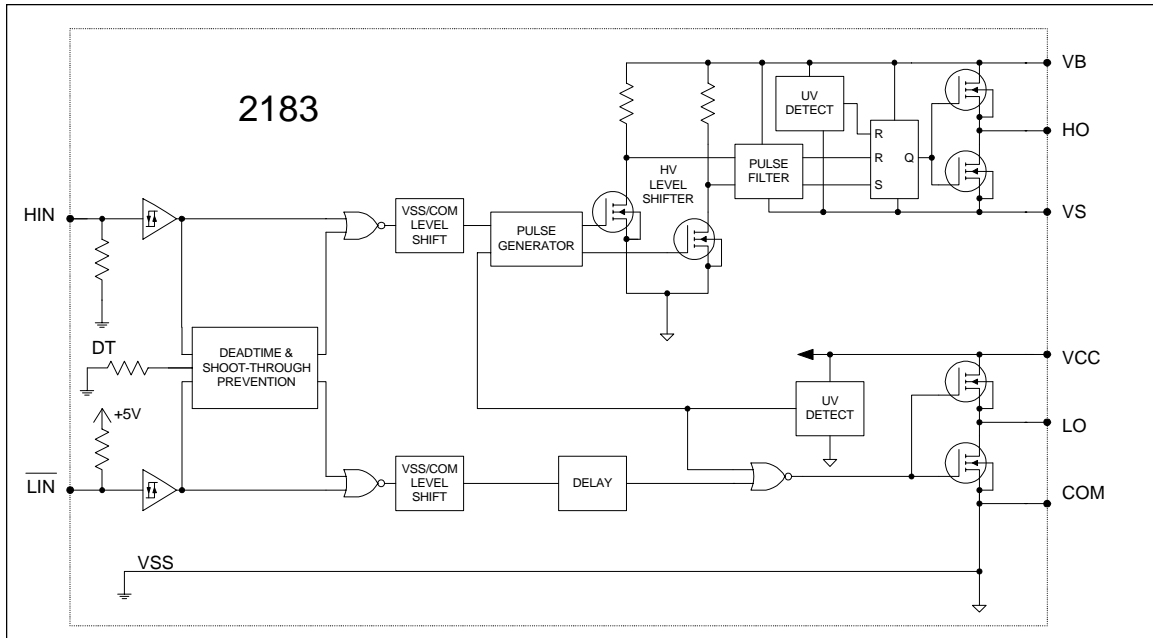 2183
VB
UV
DETECT
HO
R
R
Q
S
PULSE
FILTER
HV
LEVEL
SHIFTER
VS
HIN
VSS/COM
LEVEL
SHIFT
PULSE
GENERATOR
DT
DEADTIME &
SHOOT-THROUGH
PREVENTION
VCC
+5V
UV
DETECT
LO
LIN
VSS/COM
LEVEL
SHIFT
DELAY
COM
VSS